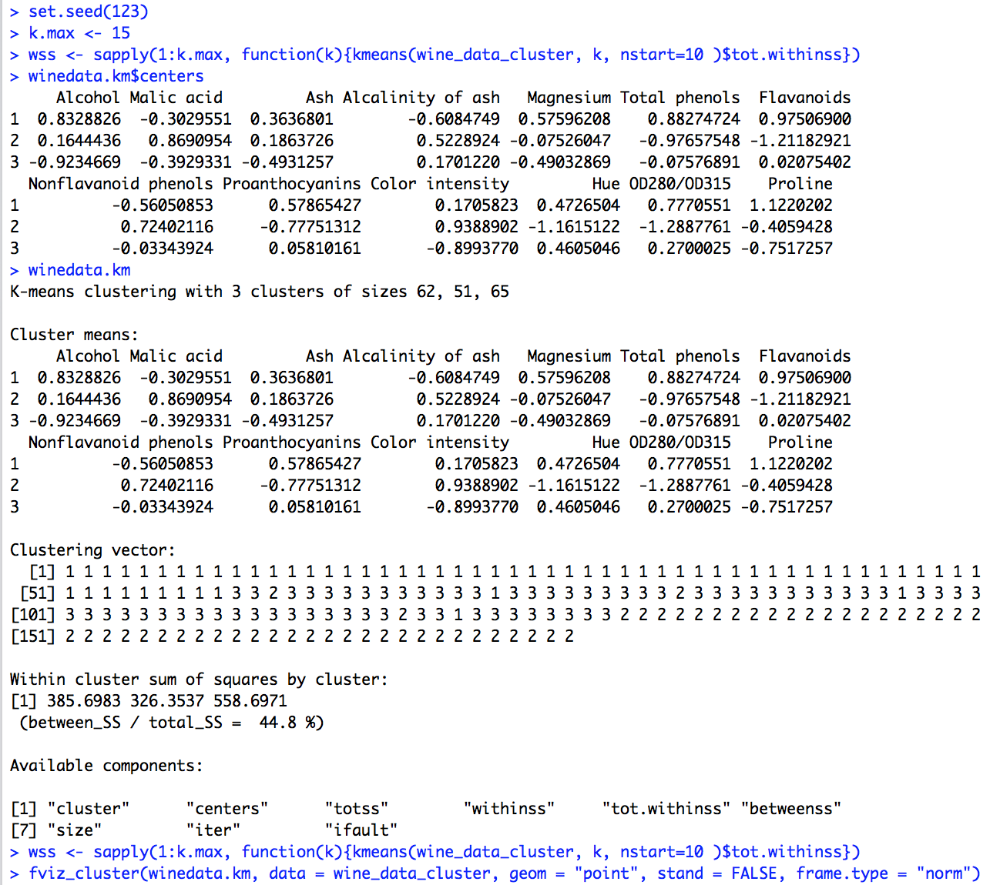 > set.seed(123)
> k.max <- 15
> wss <- sapply(1:k.max, function(k){kmeans(wine_data_cluster, k, nstart=10 )$tot.withinss})
> winedata.km$centers
Alcohol Malic acid Ash Alcalinity of ash Magnesium Total phenols Flavanoids
1 0.8328826 -0.3029551 0.3636801 -0.6084749 0.57596208 0.88274724 0.97506900
2 0.1644436 0.8690954 0.1863726 0.5228924 -0.07526047 -0.97657548 -1.21182921
3 -0.9234669 -0.3929331 -0.4931257 0.1701220 -0.49032869 -0.07576891 0.02075402
Nonflavanoid phenols Proanthocyanins Color intensity Hue OD280/OD315 Proline
1 -0.56050853 0.57865427 0.1705823 0.4726504 0.7770551 1.1220202
2 0.72402116 -0.77751312 0.9388902 -1.1615122 -1.2887761 -0.4059428
3 -0.03343924 0.05810161 -0.8993770 0.4605046 0.2700025 -0.7517257
> winedata.km
K-means clustering with 3 clusters of sizes 62, 51, 65
Cluster means:
Alcohol Malic acid Ash Alcalinity of ash Magnesium Total phenols Flavanoids
1 0.8328826 -0.3029551 0.3636801 -0.6084749 0.57596208 0.88274724 0.97506900
2 0.1644436 0.8690954 0.1863726 0.5228924 -0.07526047 -0.97657548 -1.21182921
3 -0.9234669 -0.3929331 -0.4931257 0.1701220 -0.49032869 -0.07576891 0.02075402
Nonflavanoid phenols Proanthocyanins Color intensity Hue OD280/OD315 Proline
1 -0.56050853 0.57865427 0.1705823 0.4726504 0.7770551 1.1220202
2 0.72402116 -0.77751312 0.9388902 -1.1615122 -1.2887761 -0.4059428
3 -0.03343924 0.05810161 -0.8993770 0.4605046 0.2700025 -0.7517257
Clustering vector:
[1] 1 1 1 1 1 1 1 1 1 1 1 1 1 1 1 1 1 1 1 1 1 1 1 1 1 1 1 1 1 1 1 1 1 1 1 1 1 1 1 1 1 1 1 1 1 1 1 1 1 1
[51] 1 1 1 1 1 1 1 1 1 3 3 2 3 3 3 3 3 3 3 3 3 3 3 1 3 3 3 3 3 3 3 3 3 2 3 3 3 3 3 3 3 3 3 3 3 1 3 3 3 3
[101] 3 3 3 3 3 3 3 3 3 3 3 3 3 3 3 3 3 3 2 3 3 1 3 3 3 3 3 3 3 3 2 2 2 2 2 2 2 2 2 2 2 2 2 2 2 2 2 2 2 2
[151] 2 2 2 2 2 2 2 2 2 2 2 2 2 2 2 2 2 2 2 2 2 2 2 2 2 2 2 2
Within cluster sum of squares by cluster:
[1] 385.6983 326.3537 558.6971
(between_SS / total_SS = 44.8 %)
Available components:
[1] "cluster" "centers" "totss" "withinss" "tot.withinss" "betweenss"
[7] "size" "iter" "ifault"
> wss <- sapply(1:k.max, function(k){kmeans(wine_data_cluster, k, nstart=10 )$tot.withinss})
> fviz_cluster(winedata.km, data = wine_data_cluster, geom = "point", stand = FALSE, frame.type = "norm")